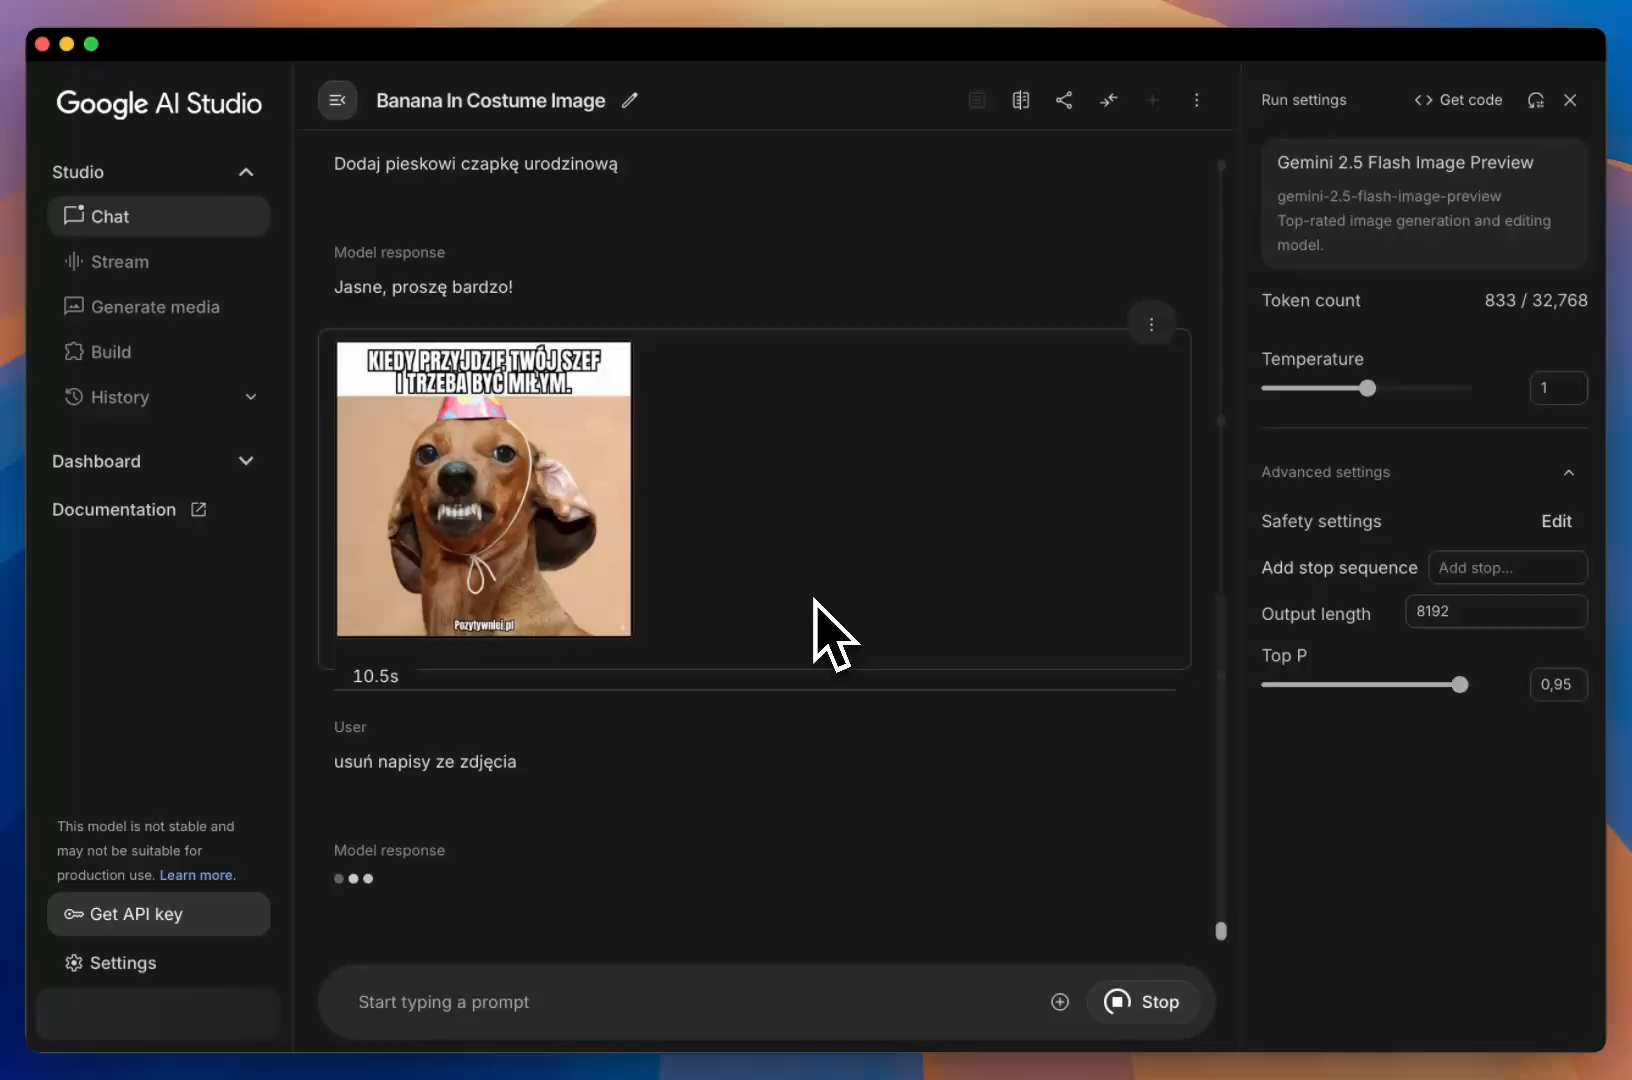 Google AI Studio
Studio
Chat
Stream
Generate media
Build
History
Dashboard
Documentation
This model is not stable and
may not be suitable for
production use. Learn more.
Get API key
Settings
Banana In Costume Image
Dodaj pieskowi czapkę urodzinową
Model response
Jasne, proszę bardzo!
KIEDY PRZYJDZIE TWÓJ SZEF
I TRZEBA BYĆ MIŁYM.
Pozytywniej.pl
10.5s
User
usuń napisy ze zdjęcia
Model response
Start typing a prompt
Stop
Run settings
<> Get code
Gemini 2.5 Flash Image Preview
gemini-2.5-flash-image-preview
Top-rated image generation and editing
model.
Token count 833 / 32,768
Temperature
1
Advanced settings
Safety settings Edit
Add stop sequence Add stop...
Output length 8192
Top P
0,95